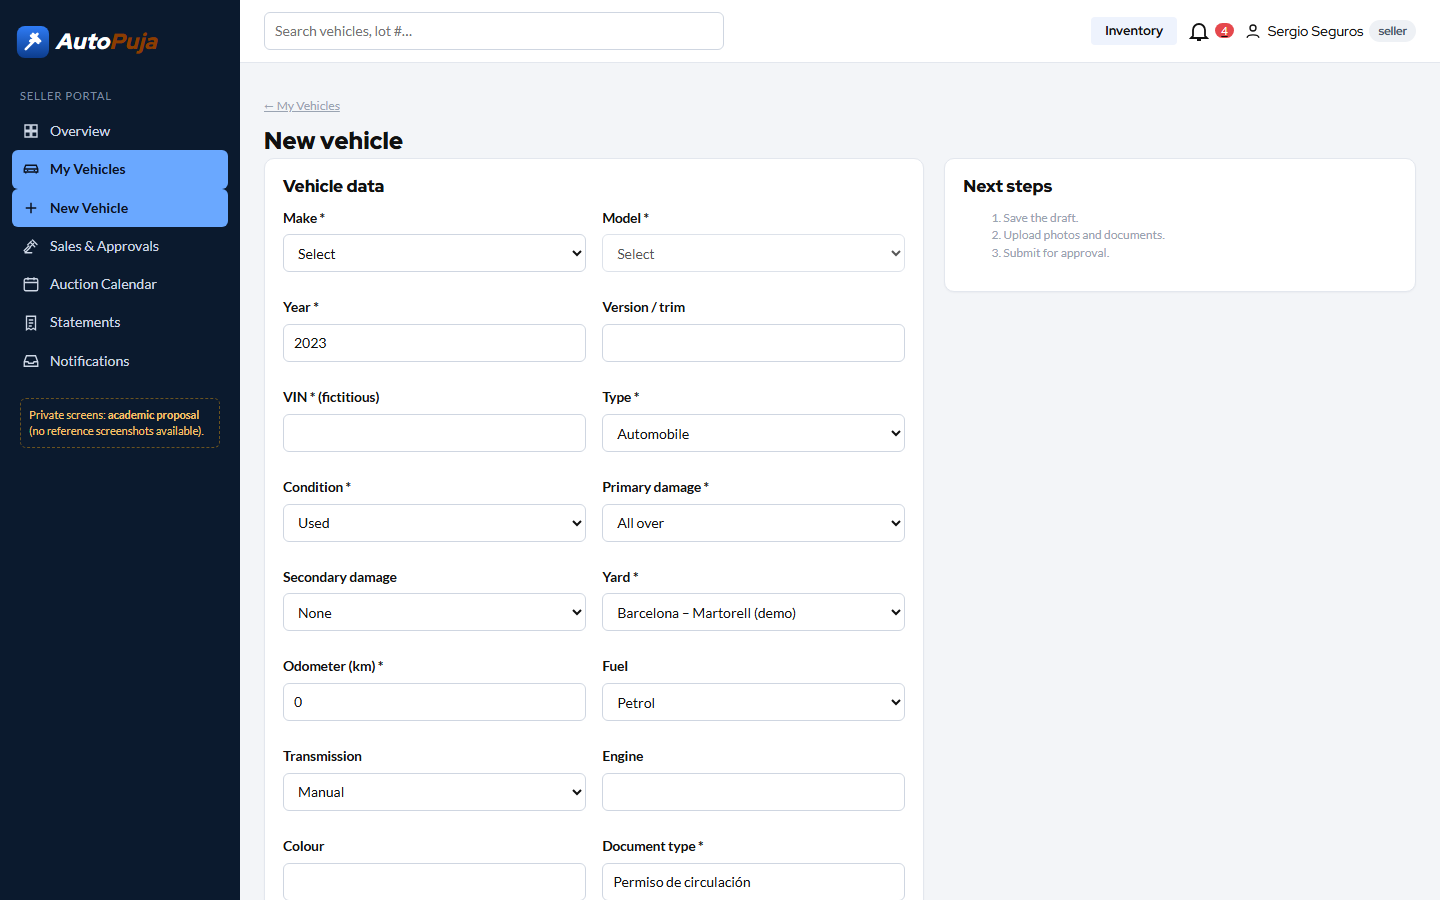 AutoPuja
SELLER PORTAL
Overview
My Vehicles
New Vehicle
Sales & Approvals
Auction Calendar
Statements
Notifications
Private screens: academic proposal
(no reference screenshots available).
Search vehicles, lot #...
Inventory
4
Sergio Seguros
seller
← My Vehicles
New vehicle
Vehicle data
Make *
Model *
Select
Select
Year *
Version / trim
2023
VIN * (fictitious)
Type *
Automobile
Condition *
Primary damage *
Used
All over
Secondary damage
Yard *
None
Barcelona – Martorell (demo)
Odometer (km) *
Fuel
0
Petrol
Transmission
Engine
Manual
Colour
Document type *
Permiso de circulación
Next steps
1. Save the draft.
2. Upload photos and documents.
3. Submit for approval.